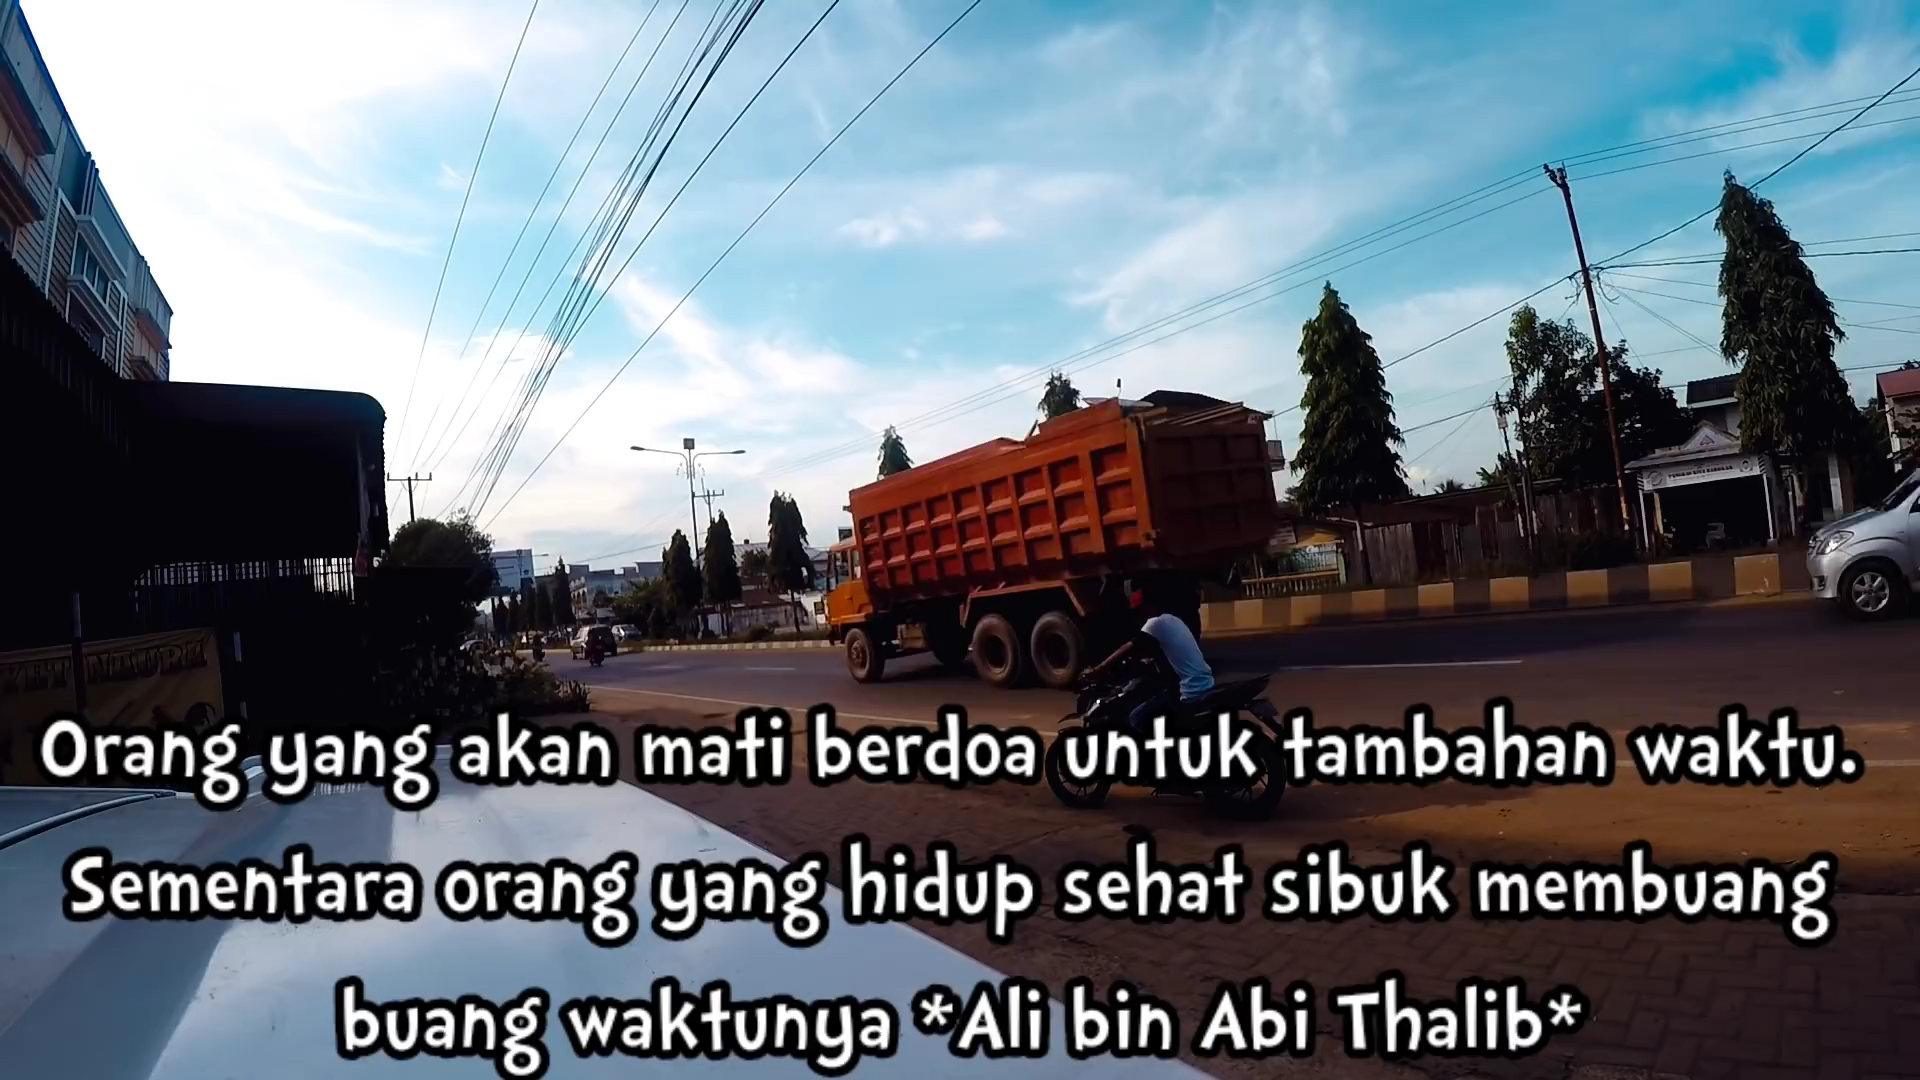 Orang yang akan mati berdoa untuk tambahan waktu.
Sementara orang yang hidup sehat sibuk membuang
buang waktunya *Ali bin Abi Thalib*